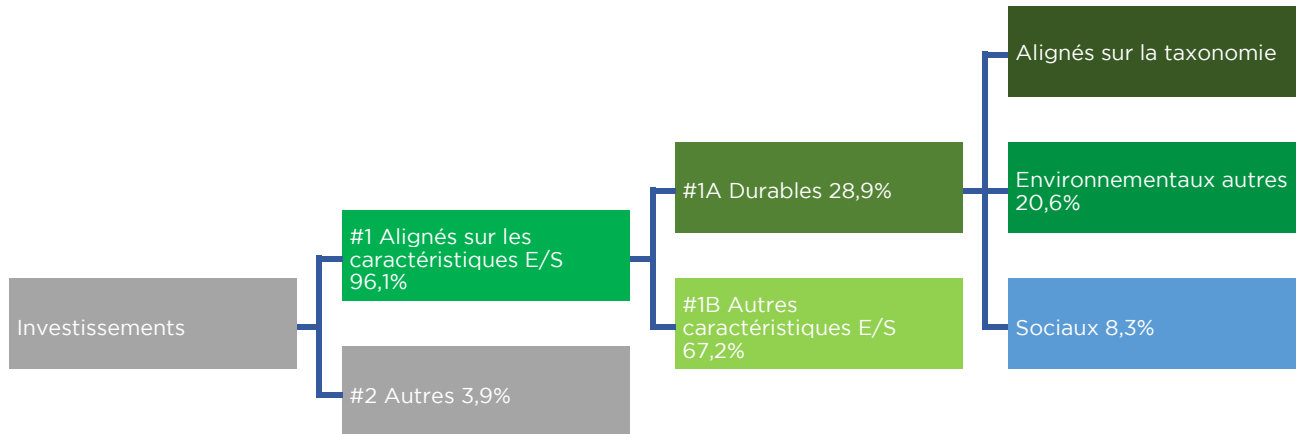 Investissements
#1 Alignés sur les
caractéristiques E/S
96,1%
#2 Autres 3,9%
#1A Durables 28,9%
#1B Autres
caractéristiques E/S
67,2%
Alignés sur la taxonomie
Environnementaux autres
20,6%
Sociaux 8,3%